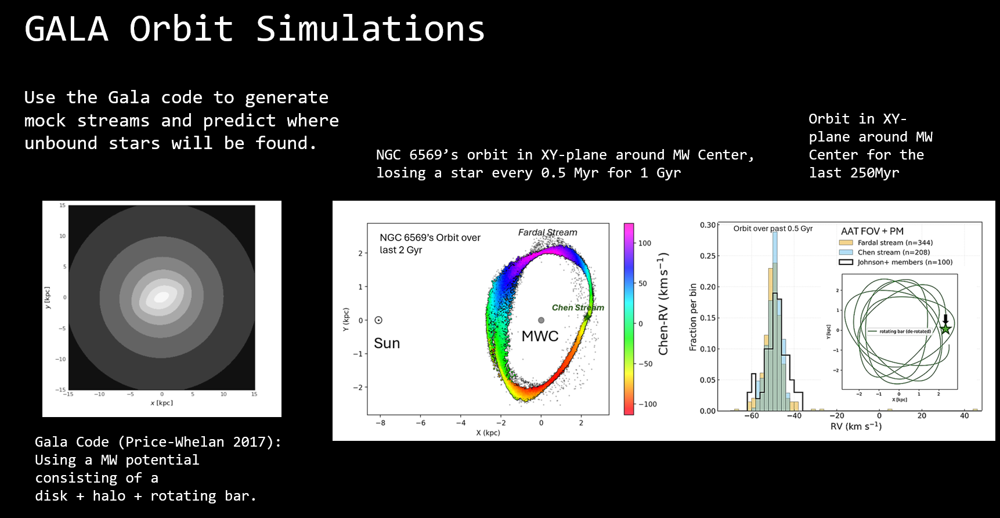 GALA Orbit Simulations
Use the Gala code to generate
mock streams and predict where
unbound stars will be found.
NGC 6569’s orbit in XY-plane around MW Center,
losing a star every 0.5 Myr for 1 Gyr
Orbit in XY-
plane around MW
Center for the
last 250Myr
15
10
5
0
−5
−10
−15
y [kpc]
−15 −10 −5 0 5 10 15
x [kpc]
Gala Code (Price-Whelan 2017):
Using a MW potential
consisting of a
disk + halo + rotating bar.
NGC 6569’s Orbit over
last 2 Gyr
Fardal Stream
Chen Stream
Sun
MWC
2
1
0
−1
−2
Y (kpc)
−8 −6 −4 −2 0 2
X (kpc)
100
50
0
−50
−100
Chen-RV (km s⁻¹)
Orbit over past 0.5 Gyr
AAT FOV + PM
Fardal stream (n=344)
Chen stream (n=208)
Johnson+ members (n=100)
0.30
0.25
0.20
0.15
0.10
0.05
0.00
Fraction per bin
−60 −40 −20 0 20 40
RV (km s⁻¹)
2
1
0
−1
−2
Y [kpc]
rotating bar (de-rotated)
−2 −1 0 1 2
X [kpc]